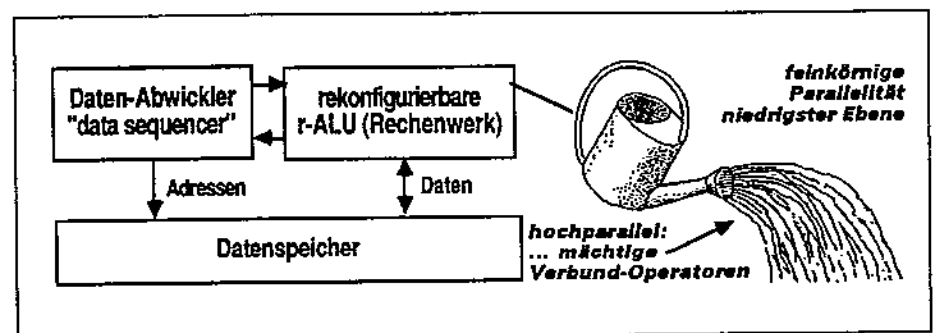 Daten-Abwickler
"data sequencer"
rekonfigurierbare
r-ALU (Rechenwerk)
feinkörnige
Parallelität
niedrigster Ebene
Adressen
Daten
Datenspeicher
hochparallel:
... mächtige
Verbund-Operatoren